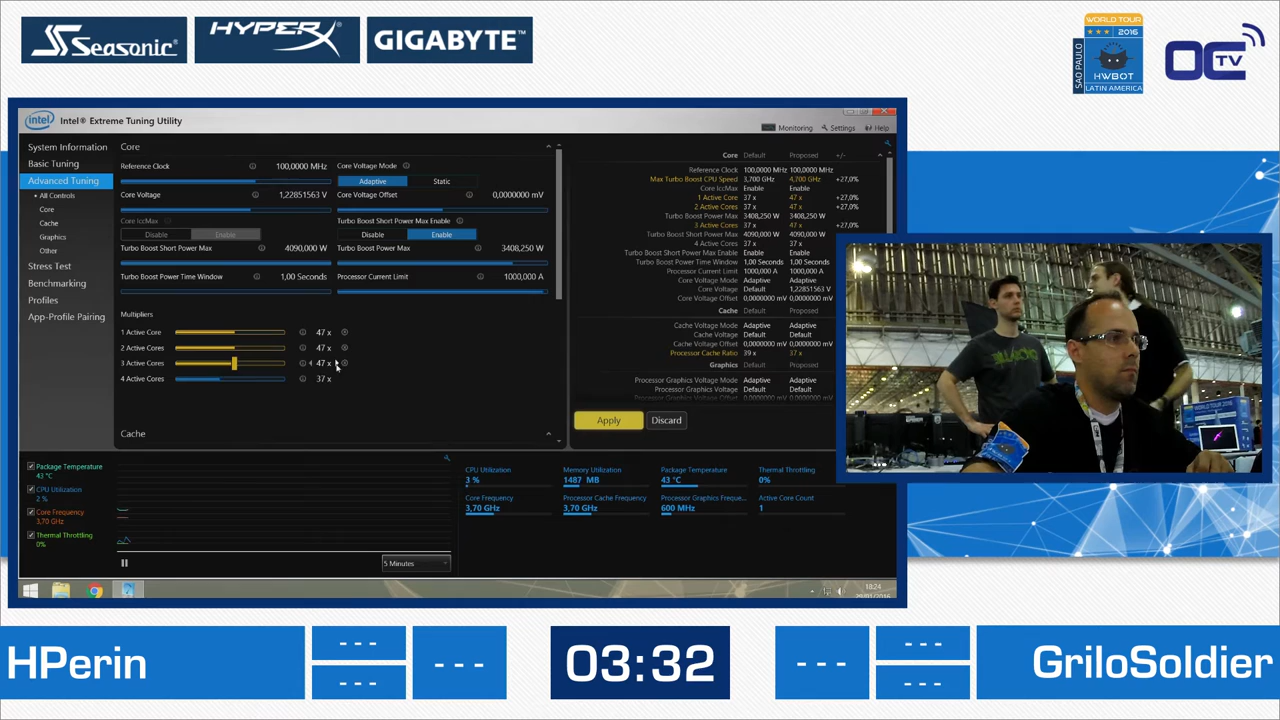 Seasonic®
HYPERX®
GIGABYTE™
WORLD TOUR
2016
SAO PAULO
HWBOT
LATIN AMERICA
OC
TV
intel Intel® Extreme Tuning Utility
Monitoring Settings Help
System Information
Basic Tuning
Advanced Tuning
All Controls
Core
Cache
Graphics
Other
Stress Test
Benchmarking
Profiles
App-Profile Pairing
Core
Reference Clock 100,0000 MHz Core Voltage Mode
Adaptive Static
Core Voltage 1,22851563 V Core Voltage Offset 0,0000000 mV
Core IccMax Turbo Boost Short Power Max Enable
Disable Enable Disable Enable
Turbo Boost Short Power Max 4090,000 W Turbo Boost Power Max 3408,250 W
Turbo Boost Power Time Window 1,00 Seconds Processor Current Limit 1000,000 A
Multipliers
1 Active Core 47 x
2 Active Cores 47 x
3 Active Cores 47 x
4 Active Cores 37 x
Cache
Core Default Proposed +/-
Reference Clock 100,0000 MHz 100,0000 MHz
Max Turbo Boost CPU Speed 3,700 GHz 4,700 GHz +27,0%
Core IccMax Enable Enable
1 Active Core 37 x 47 x +27,0%
2 Active Cores 37 x 47 x +27,0%
Turbo Boost Power Max 3408,250 W 3408,250 W
3 Active Cores 37 x 47 x +27,0%
Turbo Boost Short Power Max 4090,000 W 4090,000 W
4 Active Cores 37 x 37 x
Turbo Boost Short Power Max Enable Enable Enable
Turbo Boost Power Time Window 1,00 Seconds 1,00 Seconds
Processor Current Limit 1000,000 A 1000,000 A
Core Voltage Mode Adaptive Adaptive
Core Voltage Default 1,22851563 V
Core Voltage Offset 0,0000000 mV 0,0000000 mV
Cache Default Proposed
Cache Voltage Mode Adaptive Adaptive
Cache Voltage Default Default
Cache Voltage Offset 0,0000000 mV 0,0000000 mV
Processor Cache Ratio 39 x 37 x
Graphics Default Proposed
Processor Graphics Voltage Mode Adaptive Adaptive
Processor Graphics Voltage Default Default
Processor Graphics Voltage Offset 0,0000000 mV 0,0000000 mV
Apply Discard
Package Temperature
43 °C
CPU Utilization
2 %
Core Frequency
3,70 GHz
Thermal Throttling
0%
5 Minutes
CPU Utilization Memory Utilization Package Temperature Thermal Throttling
3 % 1487 MB 43 °C 0%
Core Frequency Processor Cache Frequency Processor Graphics Freque... Active Core Count
3,70 GHz 3,70 GHz 600 MHz 1
WORLD TOUR 2016
HPerin
- - -
- - -
- - -
03:32
- - -
- - -
- - -
GriloSoldier